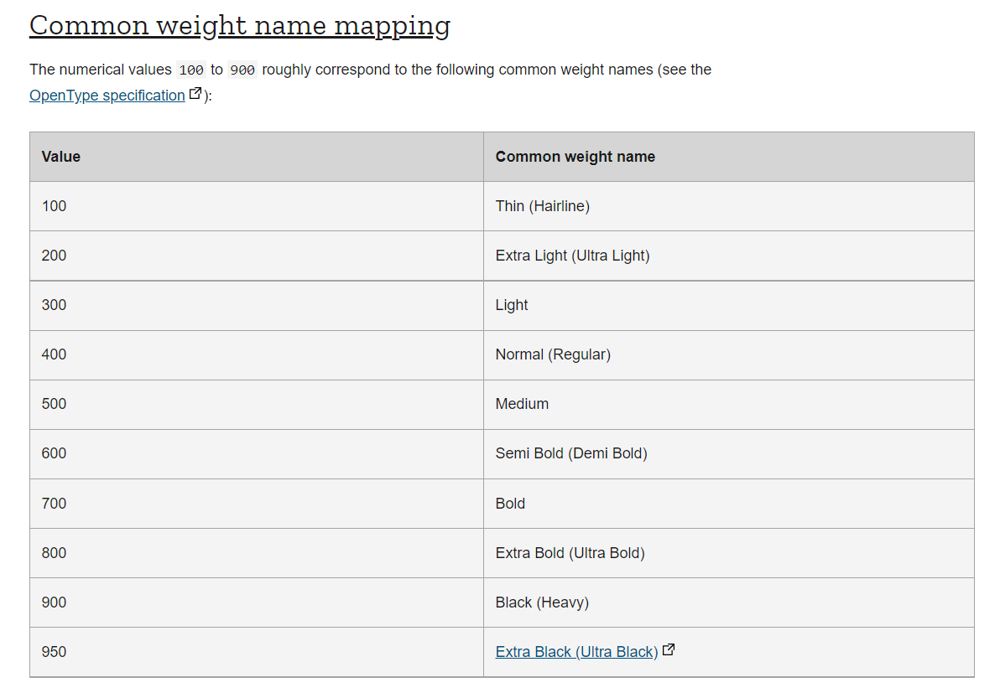 Common weight name mapping
The numerical values 100 to 900 roughly correspond to the following common weight names (see the
OpenType specification):
Value Common weight name
100 Thin (Hairline)
200 Extra Light (Ultra Light)
300 Light
400 Normal (Regular)
500 Medium
600 Semi Bold (Demi Bold)
700 Bold
800 Extra Bold (Ultra Bold)
900 Black (Heavy)
950 Extra Black (Ultra Black)